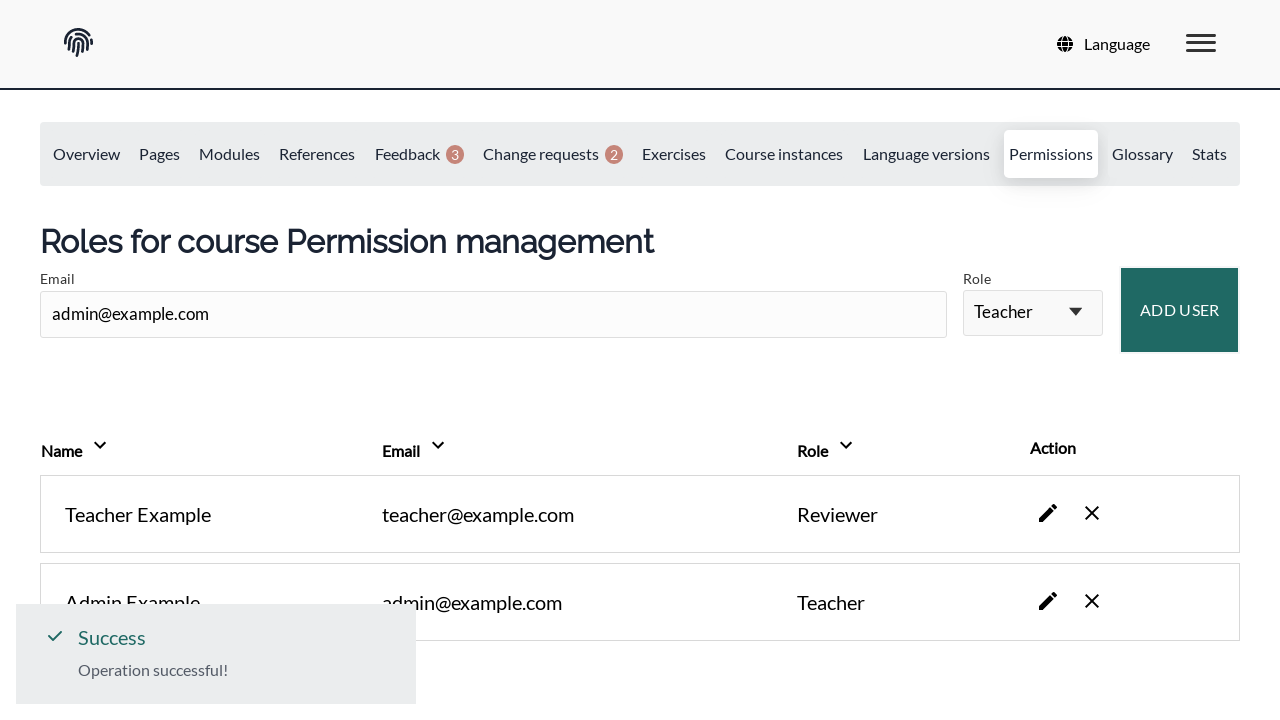 Language
Overview Pages Modules References Feedback 3 Change requests 2 Exercises Course instances Language versions Permissions Glossary Stats
Roles for course Permission management
Email Role
admin@example.com Teacher ADD USER
Name Email Role Action
Teacher Example teacher@example.com Reviewer
Admin Example admin@example.com Teacher
Success
Operation successful!